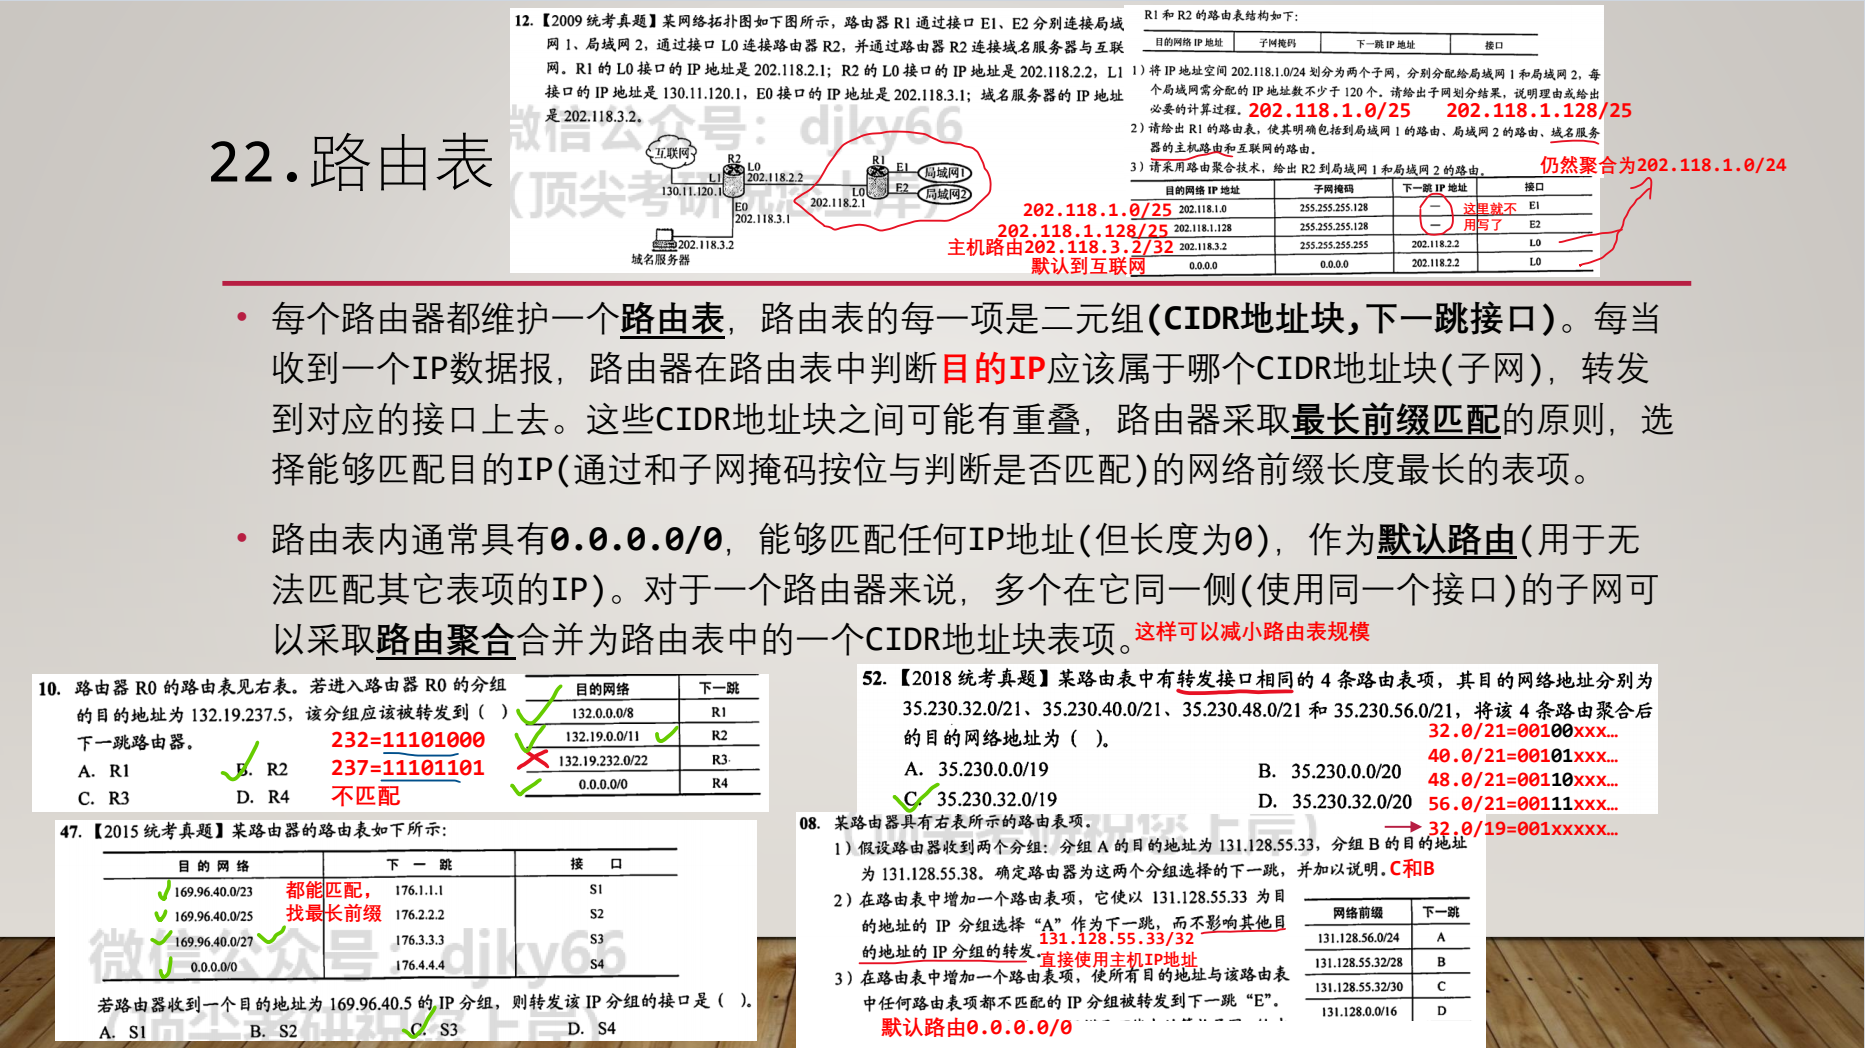 22.路由表
12.【2009 统考真题】某网络拓扑图如下图所示，路由器 R1 通过接口 E1、E2 分别连接局域
网 1、局域网 2，通过接口 L0 连接路由器 R2，并通过路由器 R2 连接域名服务器与互联
网。R1 的 L0 接口的 IP 地址是 202.118.2.1；R2 的 L0 接口的 IP 地址是 202.118.2.2，L1
接口的 IP 地址是 130.11.120.1，E0 接口的 IP 地址是 202.118.3.1；域名服务器的 IP 地址
是 202.118.3.2。
微信公众号：djky66
互联网
R2
L0
202.118.2.2
L1
130.11.120.1
E0
202.118.3.1
202.118.3.2
域名服务器
R1
E1
局域网1
E2
局域网2
L0
202.118.2.1
（顶尖考研祝您上岸）
R1 和 R2 的路由表结构如下：
目的网络 IP 地址 子网掩码 下一跳 IP 地址 接口
1）将 IP 地址空间 202.118.1.0/24 划分为两个子网，分别分配给局域网 1 和局域网 2，每
个局域网需分配的 IP 地址数不少于 120 个。请给出子网划分结果，说明理由或给出
必要的计算过程。 202.118.1.0/25 202.118.1.128/25
2）请给出 R1 的路由表，使其明确包括到局域网 1 的路由、局域网 2 的路由、域名服务
器的主机路由和互联网的路由。
3）请采用路由聚合技术，给出 R2 到局域网 1 和局域网 2 的路由。
仍然聚合为202.118.1.0/24
目的网络 IP 地址 子网掩码 下一跳 IP 地址 接口
202.118.1.0/25 202.118.1.0 255.255.255.128 — 这里就不 E1
202.118.1.128/25 202.118.1.128 255.255.255.128 — 用写了 E2
主机路由202.118.3.2/32 202.118.3.2 255.255.255.255 202.118.2.2 L0
默认到互联网 0.0.0.0 0.0.0.0 202.118.2.2 L0
• 每个路由器都维护一个路由表，路由表的每一项是二元组(CIDR地址块,下一跳接口)。每当
收到一个IP数据报，路由器在路由表中判断目的IP应该属于哪个CIDR地址块(子网)，转发
到对应的接口上去。这些CIDR地址块之间可能有重叠，路由器采取最长前缀匹配的原则，选
择能够匹配目的IP(通过和子网掩码按位与判断是否匹配)的网络前缀长度最长的表项。
• 路由表内通常具有0.0.0.0/0，能够匹配任何IP地址(但长度为0)，作为默认路由(用于无
法匹配其它表项的IP)。对于一个路由器来说，多个在它同一侧(使用同一个接口)的子网可
以采取路由聚合合并为路由表中的一个CIDR地址块表项。
这样可以减小路由表规模
10. 路由器 R0 的路由表见右表。若进入路由器 R0 的分组
的目的地址为 132.19.237.5，该分组应该被转发到（ ）
下一跳路由器。
A. R1 B. R2
C. R3 D. R4
232=11101000
237=11101101
不匹配
目的网络 下一跳
132.0.0.0/8 R1
132.19.0.0/11 R2
132.19.232.0/22 R3
0.0.0.0/0 R4
52.【2018 统考真题】某路由表中有转发接口相同的 4 条路由表项，其目的网络地址分别为
35.230.32.0/21、35.230.40.0/21、35.230.48.0/21 和 35.230.56.0/21，将该 4 条路由聚合后
的目的网络地址为（ ）。
A. 35.230.0.0/19 B. 35.230.0.0/20
C. 35.230.32.0/19 D. 35.230.32.0/20
32.0/21=00100xxx…
40.0/21=00101xxx…
48.0/21=00110xxx…
56.0/21=00111xxx…
32.0/19=001xxxxx…
47.【2015 统考真题】某路由器的路由表如下所示：
目的网络 下一跳 接口
169.96.40.0/23 176.1.1.1 S1
169.96.40.0/25 176.2.2.2 S2
169.96.40.0/27 176.3.3.3 S3
0.0.0.0/0 176.4.4.4 S4
都能匹配，
找最长前缀
微信公众号：djky66
若路由器收到一个目的地址为 169.96.40.5 的 IP 分组，则转发该 IP 分组的接口是（ ）。
A. S1 B. S2 C. S3 D. S4
（顶尖考研祝您上岸）
08. 某路由器具有右表所示的路由表项。
1）假设路由器收到两个分组：分组 A 的目的地址为 131.128.55.33，分组 B 的目的地址
为 131.128.55.38。确定路由器为这两个分组选择的下一跳，并加以说明。 C和B
2）在路由表中增加一个路由表项，它使以 131.128.55.33 为目
的地址的 IP 分组选择“A”作为下一跳，而不影响其他目
的地址的 IP 分组的转发。
131.128.55.33/32
直接使用主机IP地址
3）在路由表中增加一个路由表项，使所有目的地址与该路由表
中任何路由表项都不匹配的 IP 分组被转发到下一跳“E”。
默认路由0.0.0.0/0
网络前缀 下一跳
131.128.56.0/24 A
131.128.55.32/28 B
131.128.55.32/30 C
131.128.0.0/16 D